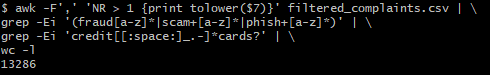 $ awk -F',' 'NR > 1 {print tolower($7)}' filtered_complaints.csv | \
grep -Ei '(fraud[a-z]*|scam+[a-z]*|phish+[a-z]*)' | \
grep -Ei 'credit[[:space:]_.-]*cards?' | \
wc -l
13286